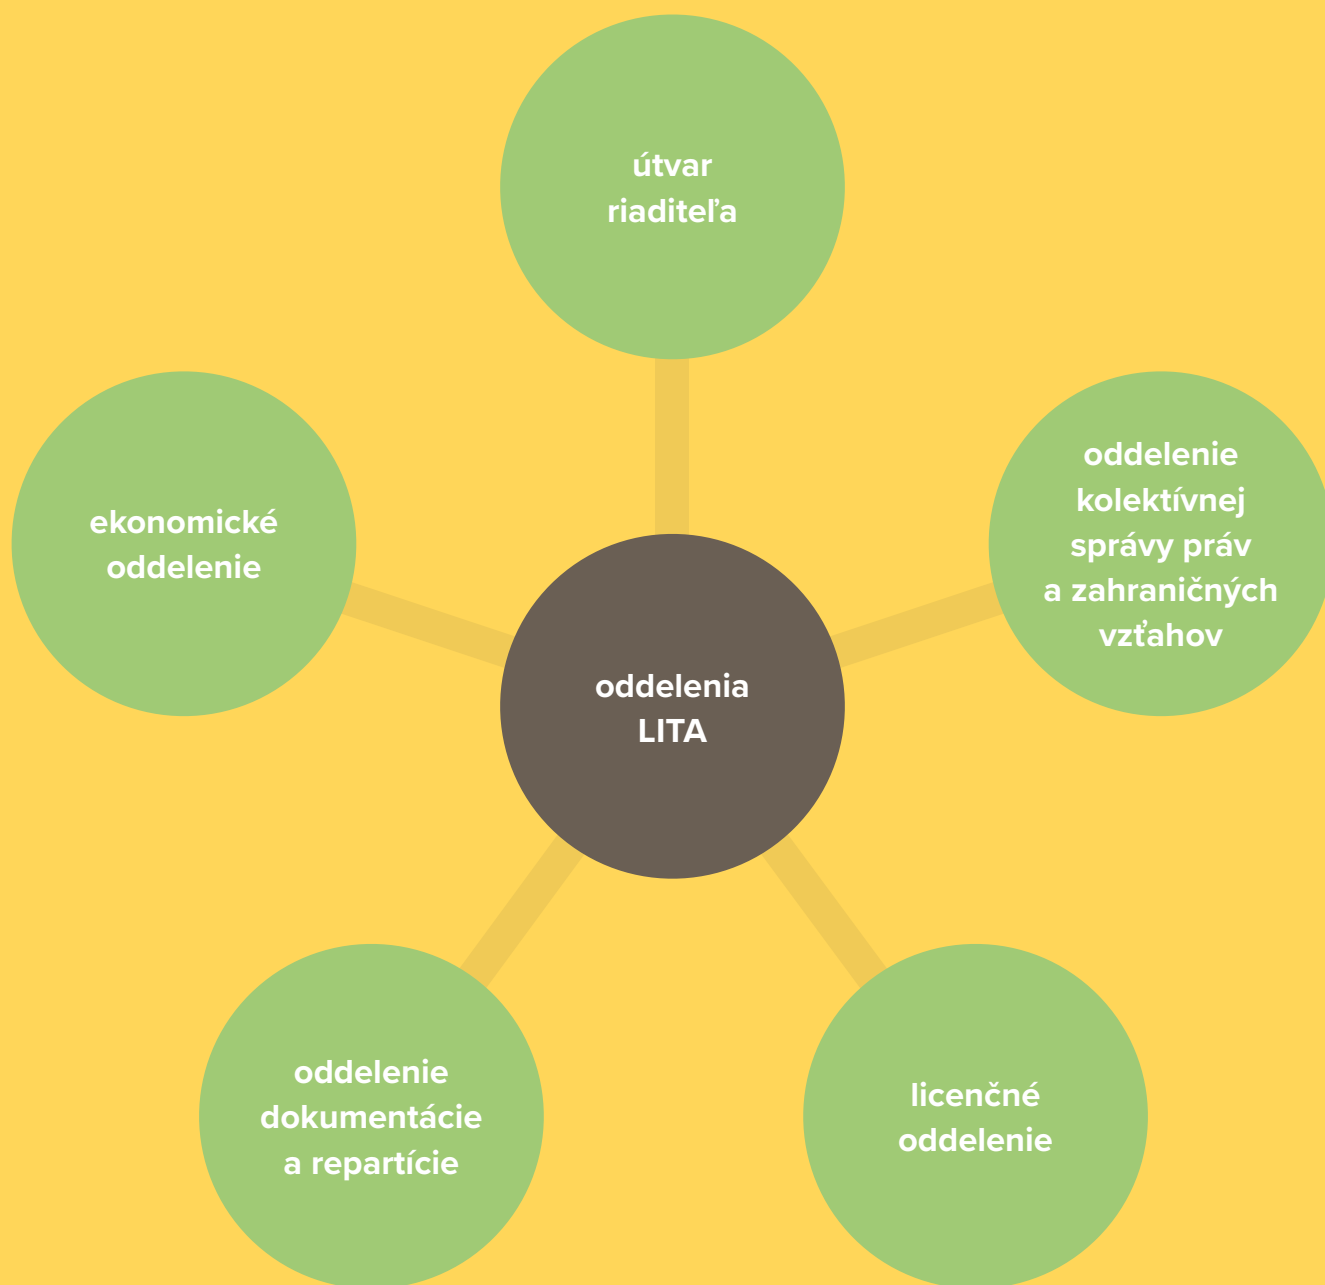 útvar
riaditeľa
oddelenie
kolektívnej
správy práv
a zahraničných
vzťahov
ekonomické
oddelenie
oddelenia
LITA
oddelenie
dokumentácie
a repartície
licenčné
oddelenie